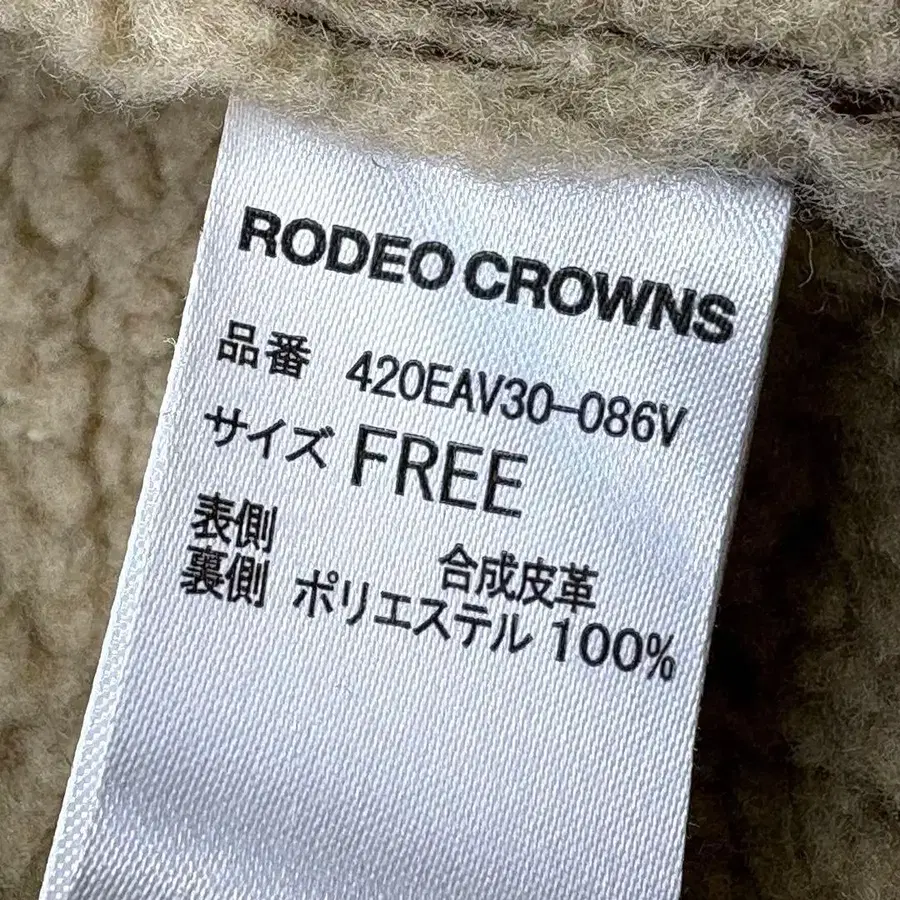 RODEO CROWNS
品番 420EAV30-086V
サイズ FREE
表側 合成皮革
裏側 ポリエステル 100%